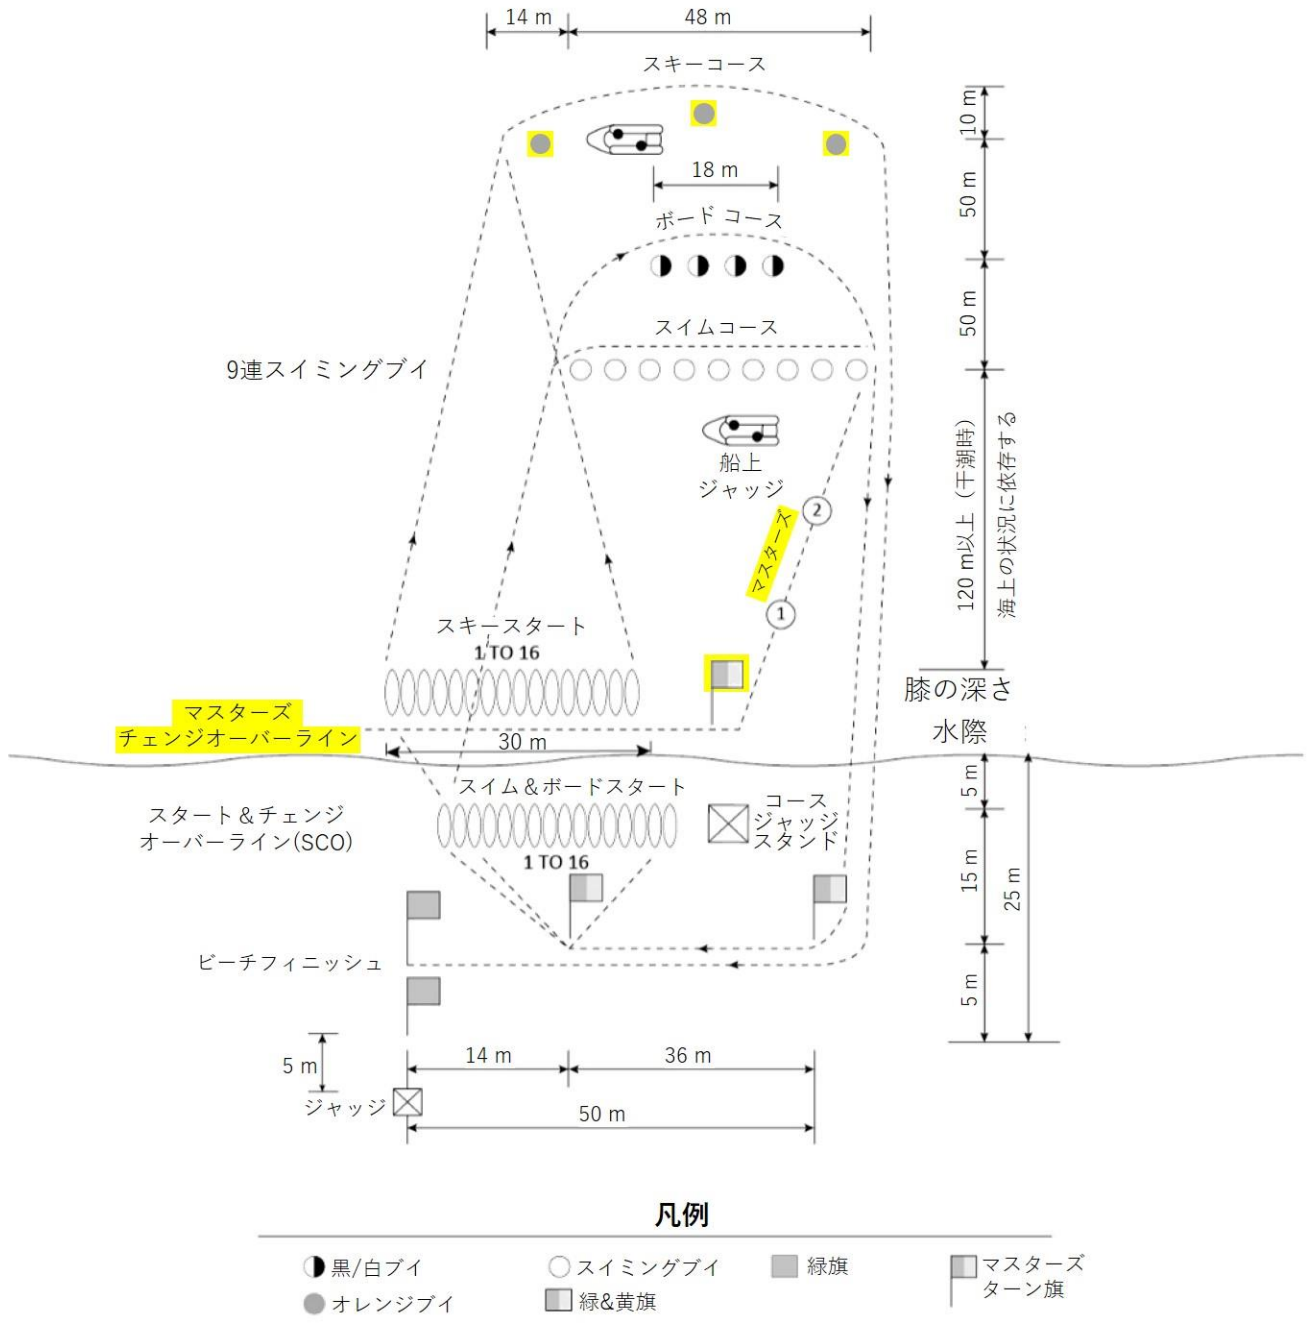 14 m
48 m
スキーコース
10 m
18 m
50 m
ボード コース
50 m
スイムコース
9連スイミングブイ
船上
ジャッジ
120 m以上（干潮時）
海上の状況に依存する
2
マスターズ
1
スキースタート
1 TO 16
膝の深さ
水際
マスターズ
チェンジオーバーライン
30 m
スイム＆ボードスタート
5 m
スタート＆チェンジ
オーバーライン(SCO)
コース
ジャッジ
スタンド
1 TO 16
15 m
25 m
ビーチフィニッシュ
5 m
5 m
14 m
36 m
ジャッジ
50 m
凡例
黒/白ブイ
スイミングブイ
緑旗
マスターズ
ターン旗
オレンジブイ
緑&黄旗